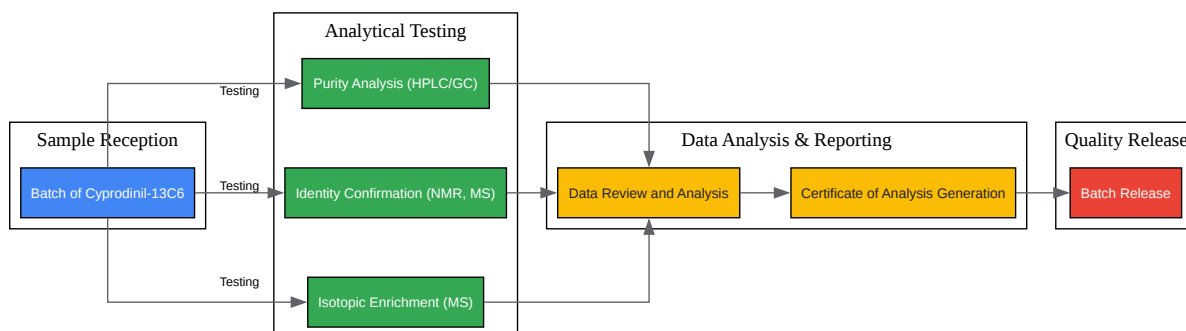 Analytical Testing
Purity Analysis (HPLC/GC)
Testing
Sample Reception
Data Analysis & Reporting
Quality Release
Batch of Cyprodinil-13C6
Testing
Identity Confirmation (NMR, MS)
Data Review and Analysis
Certificate of Analysis Generation
Batch Release
Testing
Isotopic Enrichment (MS)